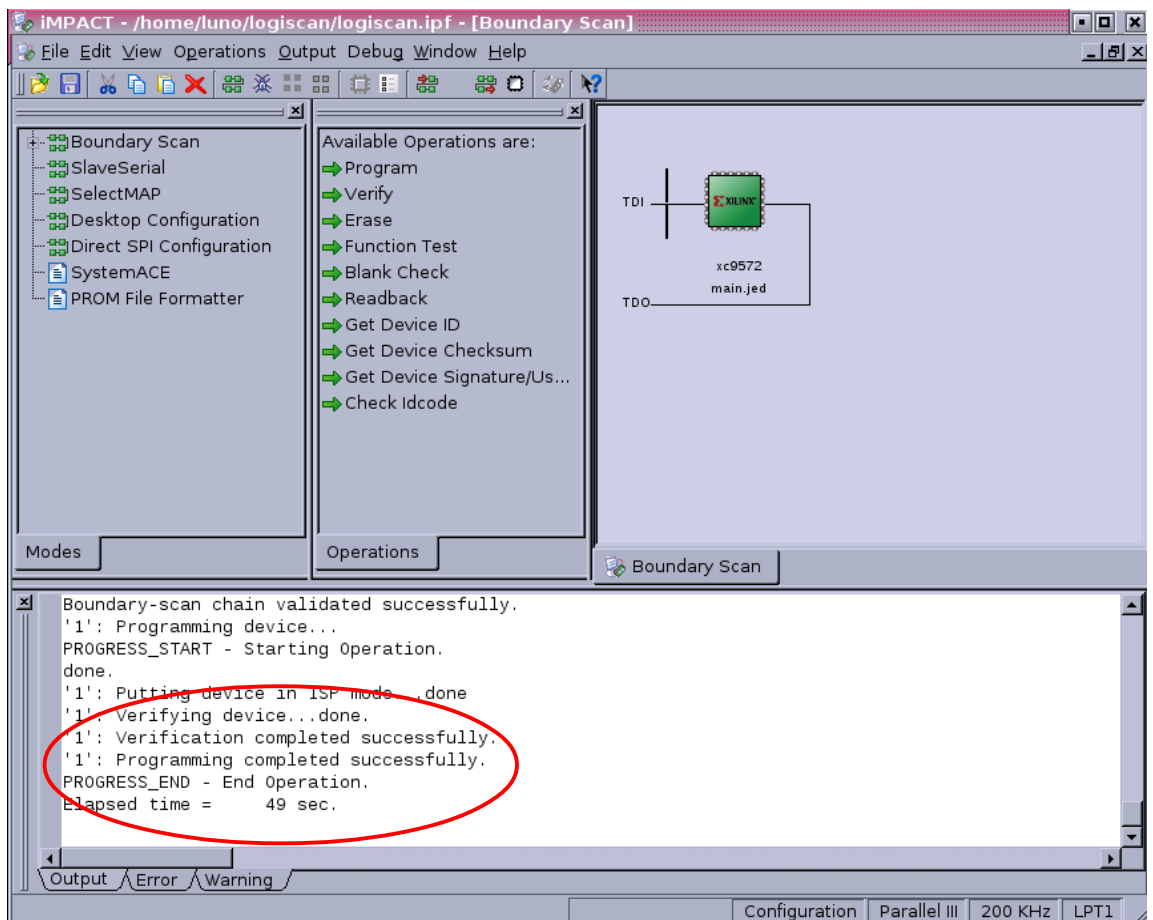 iMPACT - /home/luno/logiscan/logiscan.ipf - [Boundary Scan]
File Edit View Operations Output Debug Window Help
Boundary Scan
SlaveSerial
SelectMAP
Desktop Configuration
Direct SPI Configuration
SystemACE
PROM File Formatter
Modes
Available Operations are:
Program
Verify
Erase
Function Test
Blank Check
Readback
Get Device ID
Get Device Checksum
Get Device Signature/Us...
Check Idcode
Operations
TDI
XILINX
xc9572
main.jed
TDO
Boundary Scan
Boundary-scan chain validated successfully.
'1': Programming device...
PROGRESS_START - Starting Operation.
done.
'1': Putting device in ISP mode...done
'1': Verifying device...done.
'1': Verification completed successfully.
'1': Programming completed successfully.
PROGRESS_END - End Operation.
Elapsed time =     49 sec.
Output Error Warning
Configuration Parallel III 200 KHz LPT1